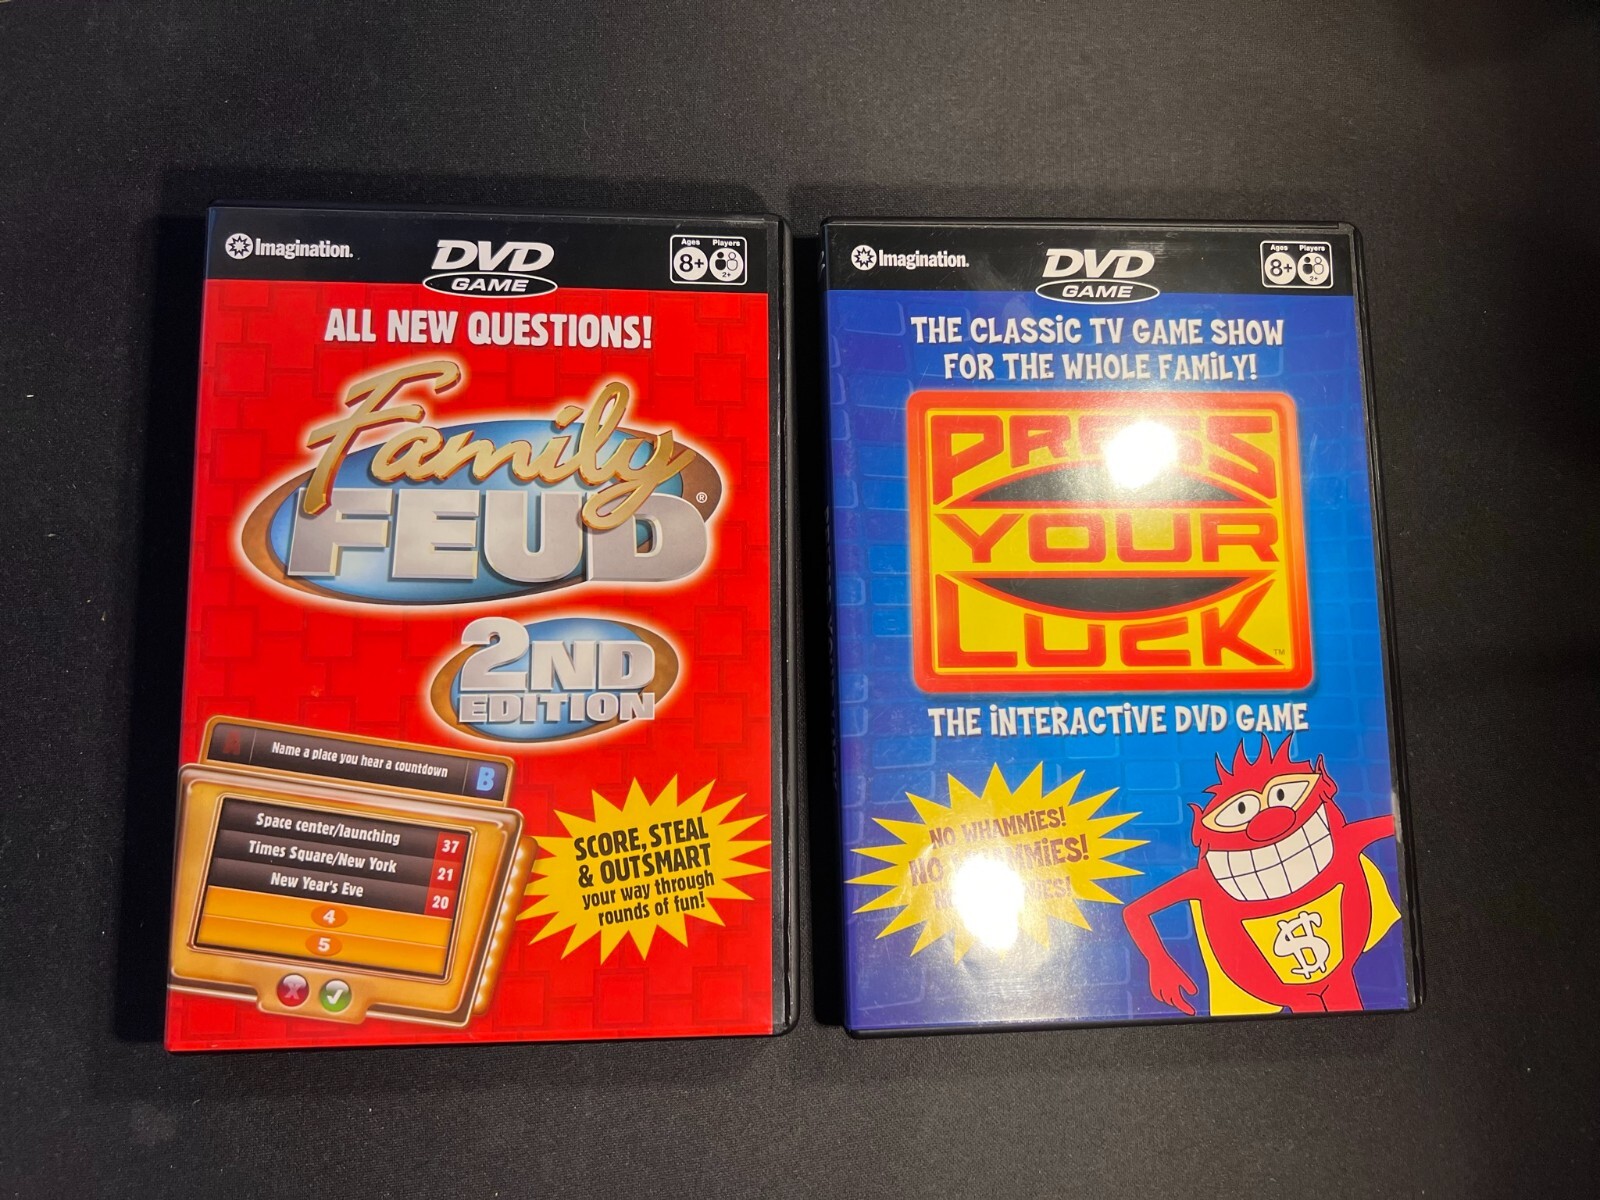 Imagination.
DVD
GAME
Ages
8+
Players
2+
ALL NEW QUESTIONS!
Family
FEUD®
2ND
EDITION
A
Name a place you hear a countdown
B
Space center/launching 37
Times Square/New York 21
New Year's Eve 20
4
5
X
SCORE, STEAL
& OUTSMART
your way through
rounds of fun!
Imagination.
DVD
GAME
Ages
8+
Players
2+
THE CLASSiC TV GAME SHOW
FOR THE WHOLE FAMiLY!
PRESS
YOUR
LUCK™
THE iNTERACTiVE DVD GAME
NO WHAMMiES!
NO WHAMMiES!
$